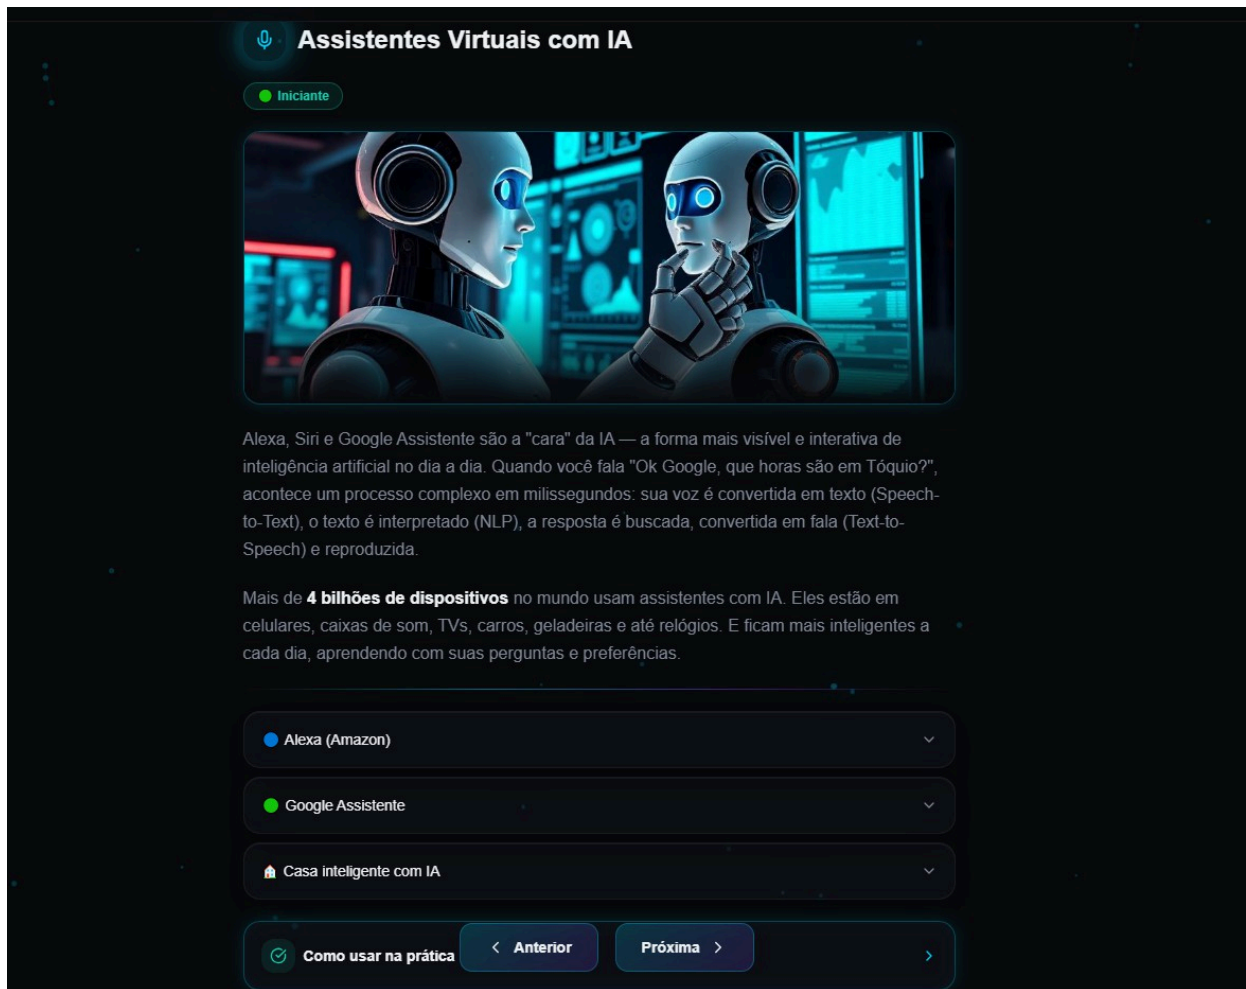 Assistentes Virtuais com IA
Iniciante
Alexa, Siri e Google Assistente são a "cara" da IA — a forma mais visível e interativa de
inteligência artificial no dia a dia. Quando você fala "Ok Google, que horas são em Tóquio?",
acontece um processo complexo em milissegundos: sua voz é convertida em texto (Speech-
to-Text), o texto é interpretado (NLP), a resposta é buscada, convertida em fala (Text-to-
Speech) e reproduzida.
Mais de 4 bilhões de dispositivos no mundo usam assistentes com IA. Eles estão em
celulares, caixas de som, TVs, carros, geladeiras e até relógios. E ficam mais inteligentes a
cada dia, aprendendo com suas perguntas e preferências.
Alexa (Amazon)
Google Assistente
Casa inteligente com IA
Como usar na prática
Anterior
Próxima